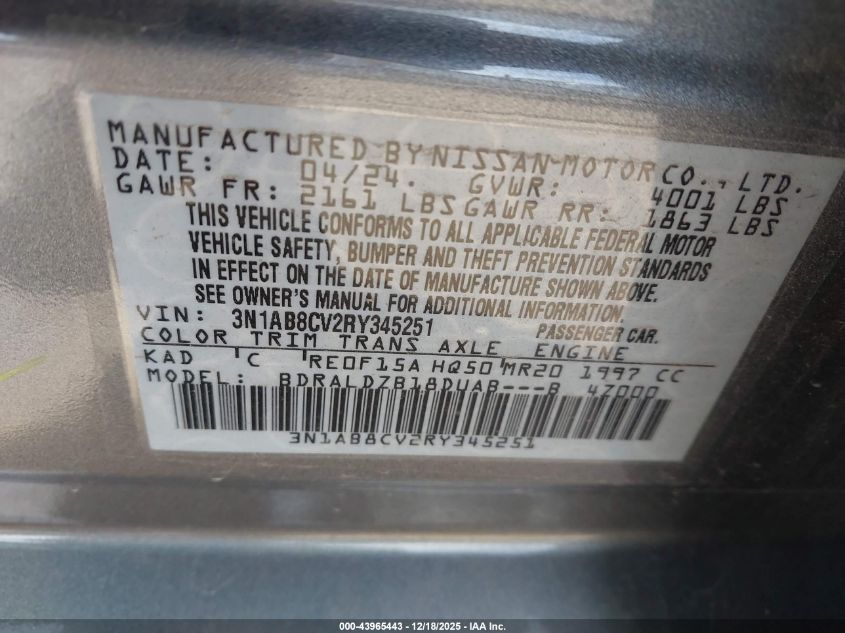 MANUFACTURED BY NISSAN MOTOR CO., LTD.
DATE: 04/24. GVWR: 4001 LBS
GAWR FR: 2161 LBS GAWR RR: 1863 LBS
THIS VEHICLE CONFORMS TO ALL APPLICABLE FEDERAL MOTOR
VEHICLE SAFETY, BUMPER AND THEFT PREVENTION STANDARDS
IN EFFECT ON THE DATE OF MANUFACTURE SHOWN ABOVE.
SEE OWNER'S MANUAL FOR ADDITIONAL INFORMATION.
VIN: 3N1AB8CV2RY345251 PASSENGER CAR.
COLOR TRIM TRANS AXLE ENGINE
KAD C RE0F15A HQ50 MR20 1997 CC
MODEL: BDRALDZB18DUAB---B 4Z000
3N1AB8CV2RY345251
000-43965443 - 12/18/2025 - IAA Inc.